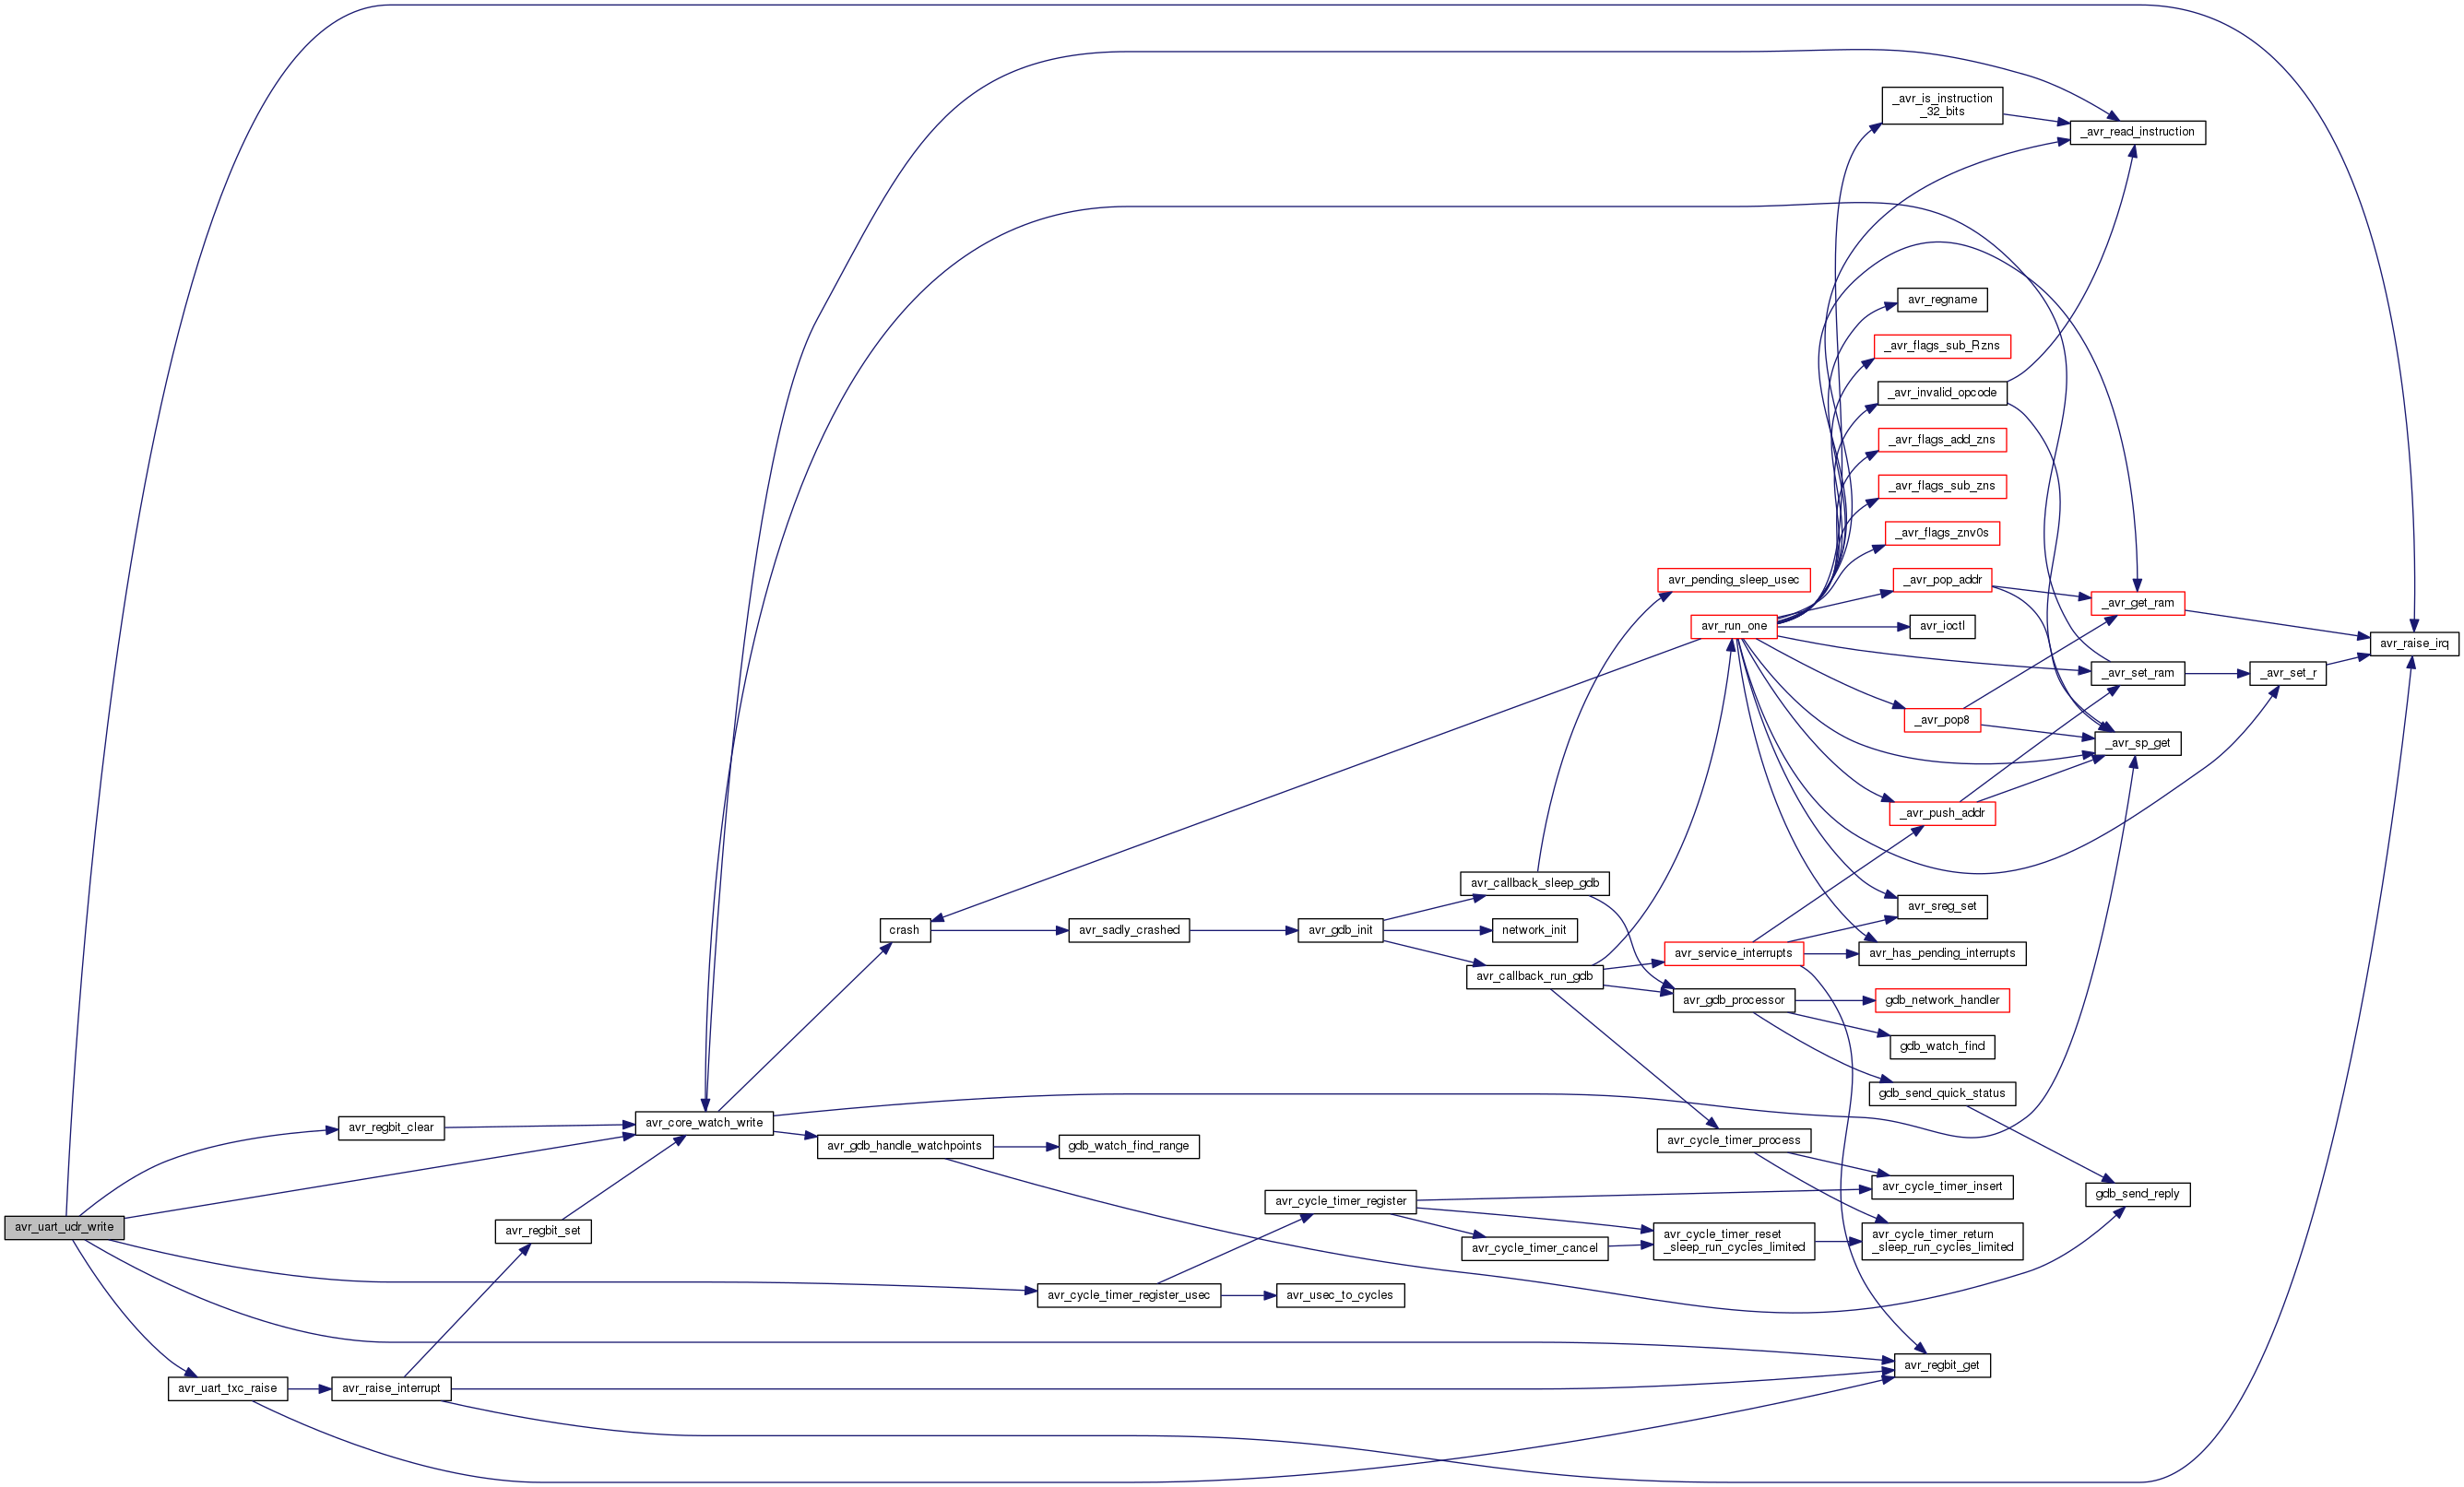 _avr_is_instruction
_32_bits
_avr_read_instruction
avr_regname
_avr_flags_sub_Rzns
_avr_invalid_opcode
_avr_flags_add_zns
_avr_flags_sub_zns
_avr_flags_znv0s
avr_pending_sleep_usec
_avr_pop_addr
_avr_get_ram
avr_run_one
avr_ioctl
avr_raise_irq
_avr_set_ram
_avr_set_r
_avr_pop8
_avr_sp_get
_avr_push_addr
avr_callback_sleep_gdb
avr_sreg_set
crash
avr_sadly_crashed
avr_gdb_init
network_init
avr_service_interrupts
avr_has_pending_interrupts
avr_callback_run_gdb
avr_gdb_processor
gdb_network_handler
gdb_watch_find
gdb_send_quick_status
avr_regbit_clear
avr_core_watch_write
avr_gdb_handle_watchpoints
gdb_watch_find_range
avr_cycle_timer_process
avr_cycle_timer_insert
gdb_send_reply
avr_cycle_timer_register
avr_uart_udr_write
avr_regbit_set
avr_cycle_timer_cancel
avr_cycle_timer_reset
_sleep_run_cycles_limited
avr_cycle_timer_return
_sleep_run_cycles_limited
avr_cycle_timer_register_usec
avr_usec_to_cycles
avr_regbit_get
avr_uart_txc_raise
avr_raise_interrupt